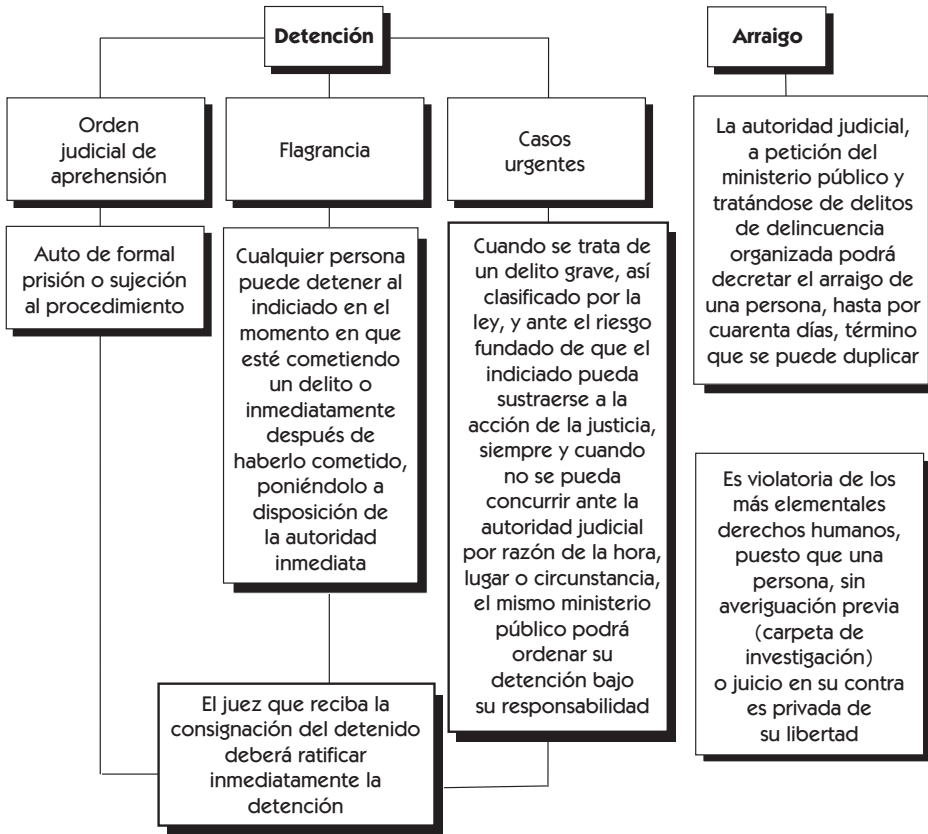 Detención
Orden
judicial de
aprehensión
Auto de formal
prisión o sujeción
al procedimiento
Flagrancia
Cualquier persona
puede detener al
indiciado en el
momento en que
esté cometiendo
un delito o
inmediatamente
después de
haberlo cometido,
poniéndolo a
disposición de
la autoridad
inmediata
Casos
urgentes
Cuando se trata de
un delito grave, así
clasificado por la
ley, y ante el riesgo
fundado de que el
indiciado pueda
sustraerse a la
acción de la justicia,
siempre y cuando
no se pueda
concurrir ante la
autoridad judicial
por razón de la hora,
lugar o circunstancia,
el mismo ministerio
público podrá
ordenar su
detención bajo
su responsabilidad
El juez que reciba la
consignación del detenido
deberá ratificar
inmediatamente la
detención
Arraigo
La autoridad judicial,
a petición del
ministerio público y
tratándose de delitos
de delincuencia
organizada podrá
decretar el arraigo de
una persona, hasta por
cuarenta días, término
que se puede duplicar
Es violatoria de los
más elementales
derechos humanos,
puesto que una
persona, sin
averiguación previa
(carpeta de
investigación)
o juicio en su contra
es privada de
su libertad